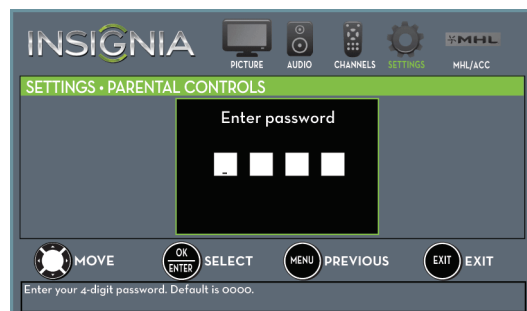 INSIGNIA
PICTURE AUDIO CHANNELS SETTINGS MHL MHL/ACC
SETTINGS • PARENTAL CONTROLS
Enter password
-
MOVE OK ENTER SELECT MENU PREVIOUS EXIT EXIT
Enter your 4-digit password. Default is 0000.